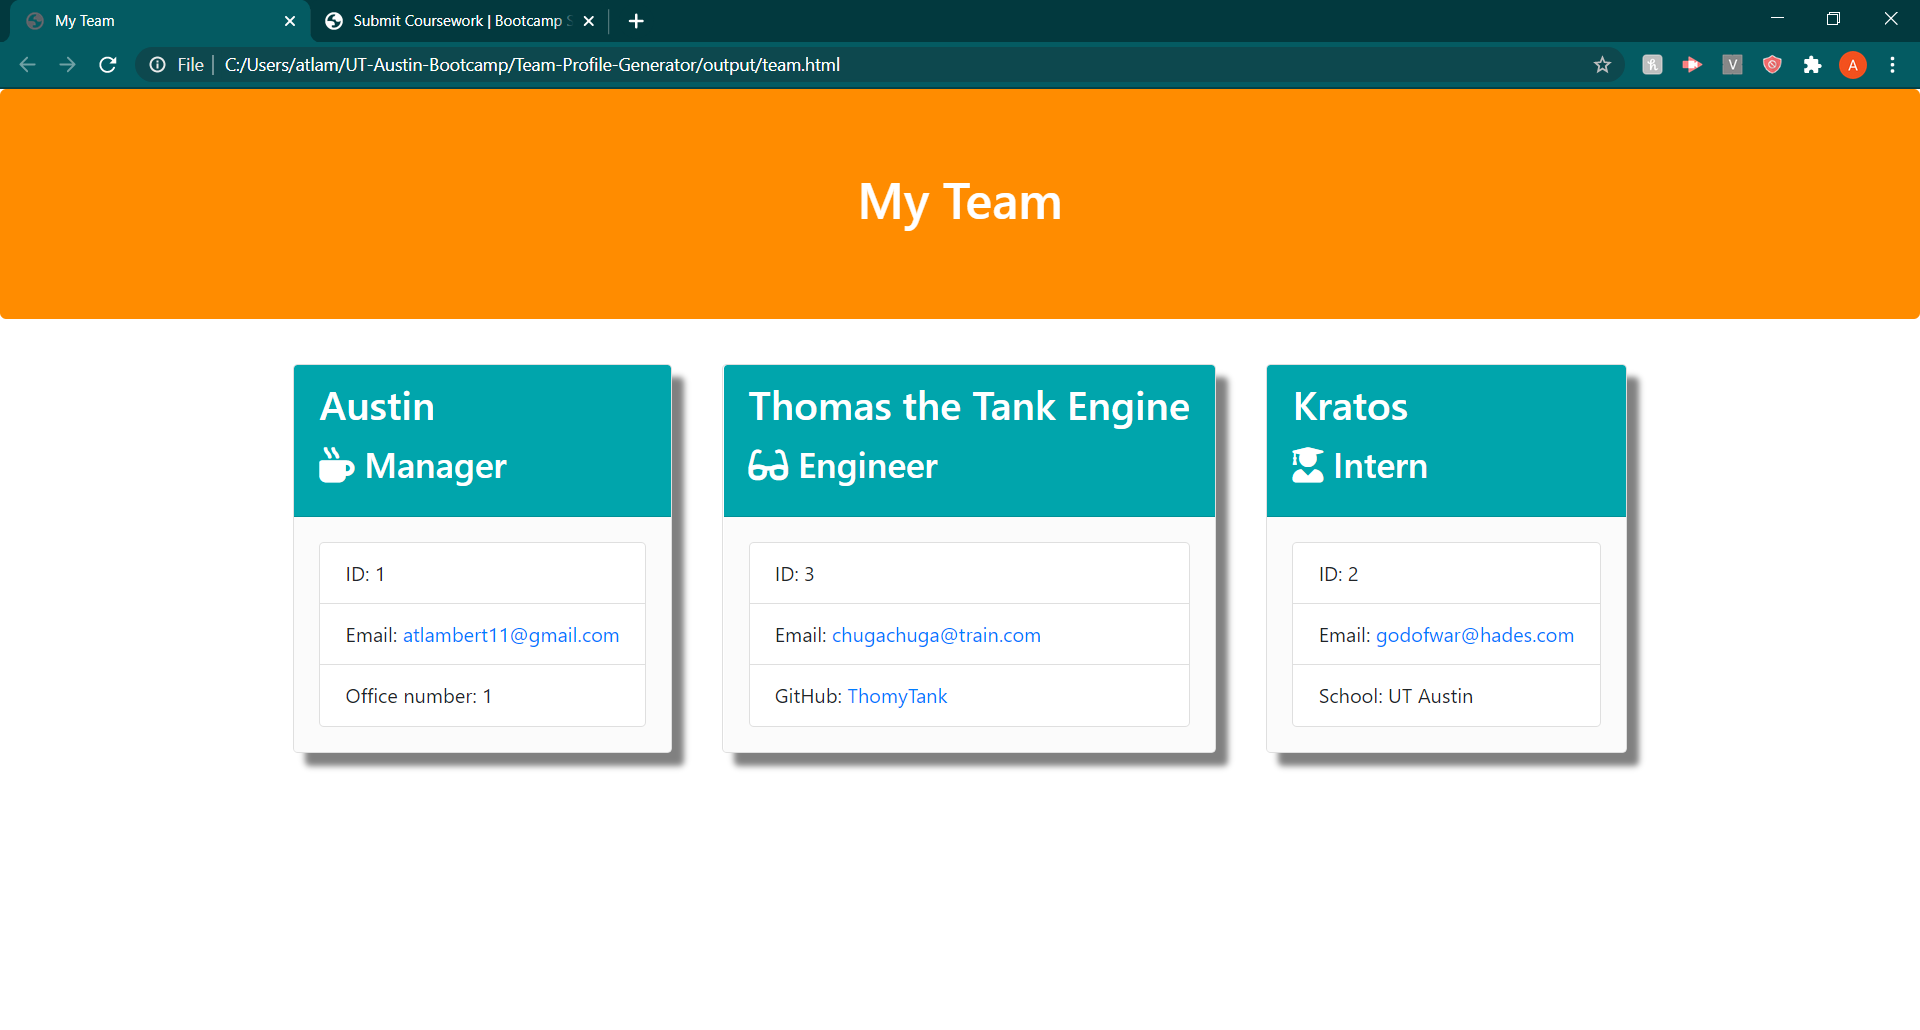 My Team
Submit Coursework | Bootcamp S
File
C:/Users/atlam/UT-Austin-Bootcamp/Team-Profile-Generator/output/team.html
V
A
My Team
Austin
Manager
ID: 1
Email: atlambert11@gmail.com
Office number: 1
Thomas the Tank Engine
Engineer
ID: 3
Email: chugachuga@train.com
GitHub: ThomyTank
Kratos
Intern
ID: 2
Email: godofwar@hades.com
School: UT Austin